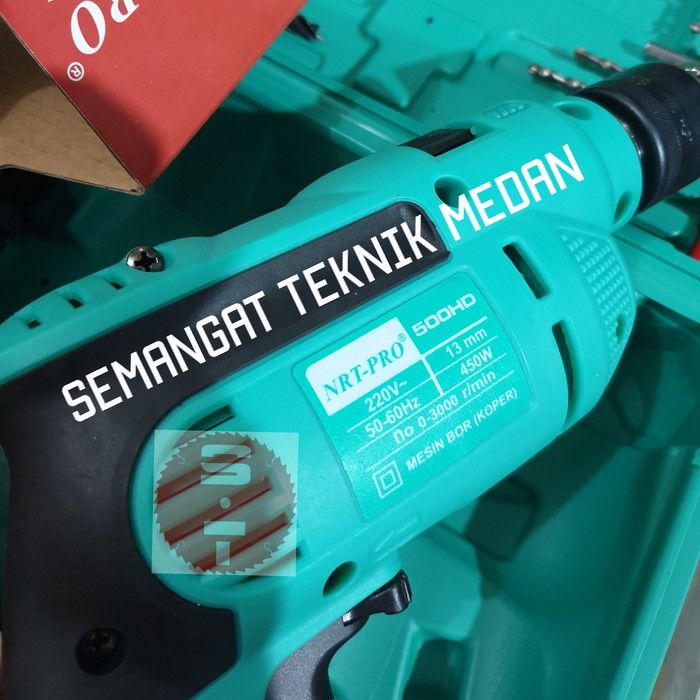 RO
®
SEMANGAT TEKNIK MEDAN
NRT-PRO® 500HD
220V~ 13 mm
50-60Hz 450W
no 0-3000 r/min
MESIN BOR (KOPER)
S·T